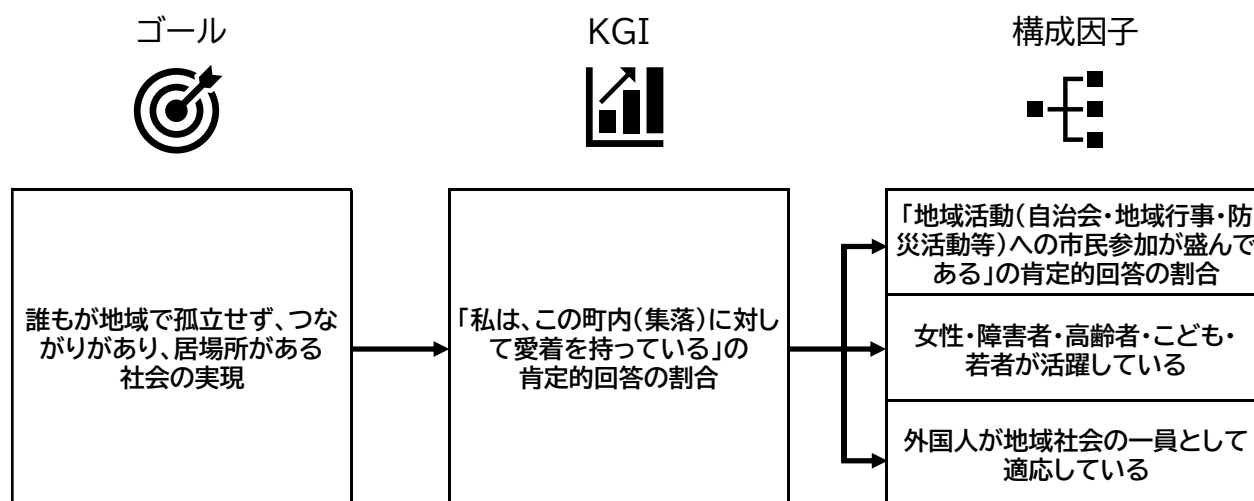 ゴール
KGI
構成因子
誰もが地域で孤立せず、つな
がりがあり、居場所がある
社会の実現
「私は、この町内(集落)に対し
て愛着を持っている」の
肯定的回答の割合
「地域活動(自治会・地域行事・防
災活動等)への市民参加が盛んで
ある」の肯定的回答の割合
女性・障害者・高齢者・こども・
若者が活躍している
外国人が地域社会の一員として
適応している